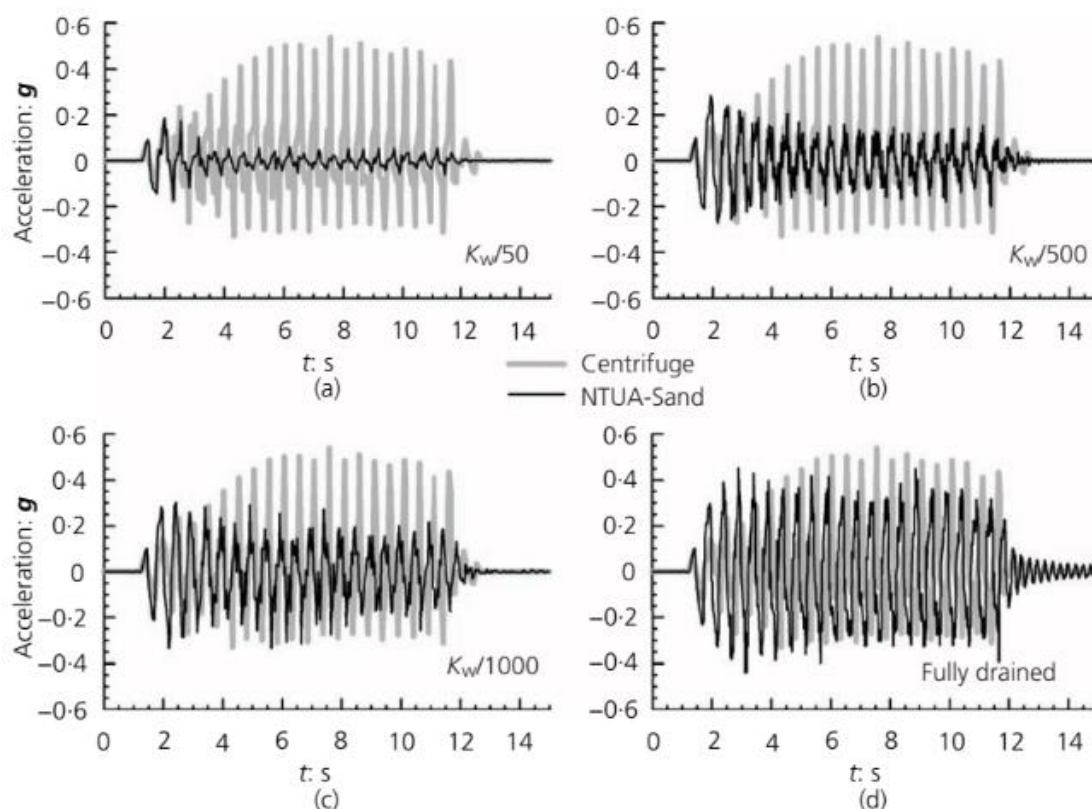 0·6
0·4
0·2
0
−0·2
−0·4
−0·6
Acceleration: g
K_w/50
0 2 4 6 8 10 12 14
t: s
(a)
0·6
0·4
0·2
0
−0·2
−0·4
−0·6
K_w/500
0 2 4 6 8 10 12 14
t: s
(b)
Centrifuge
NTUA-Sand
0·6
0·4
0·2
0
−0·2
−0·4
−0·6
Acceleration: g
K_w/1000
0 2 4 6 8 10 12 14
t: s
(c)
0·6
0·4
0·2
0
−0·2
−0·4
−0·6
Fully drained
0 2 4 6 8 10 12 14
t: s
(d)